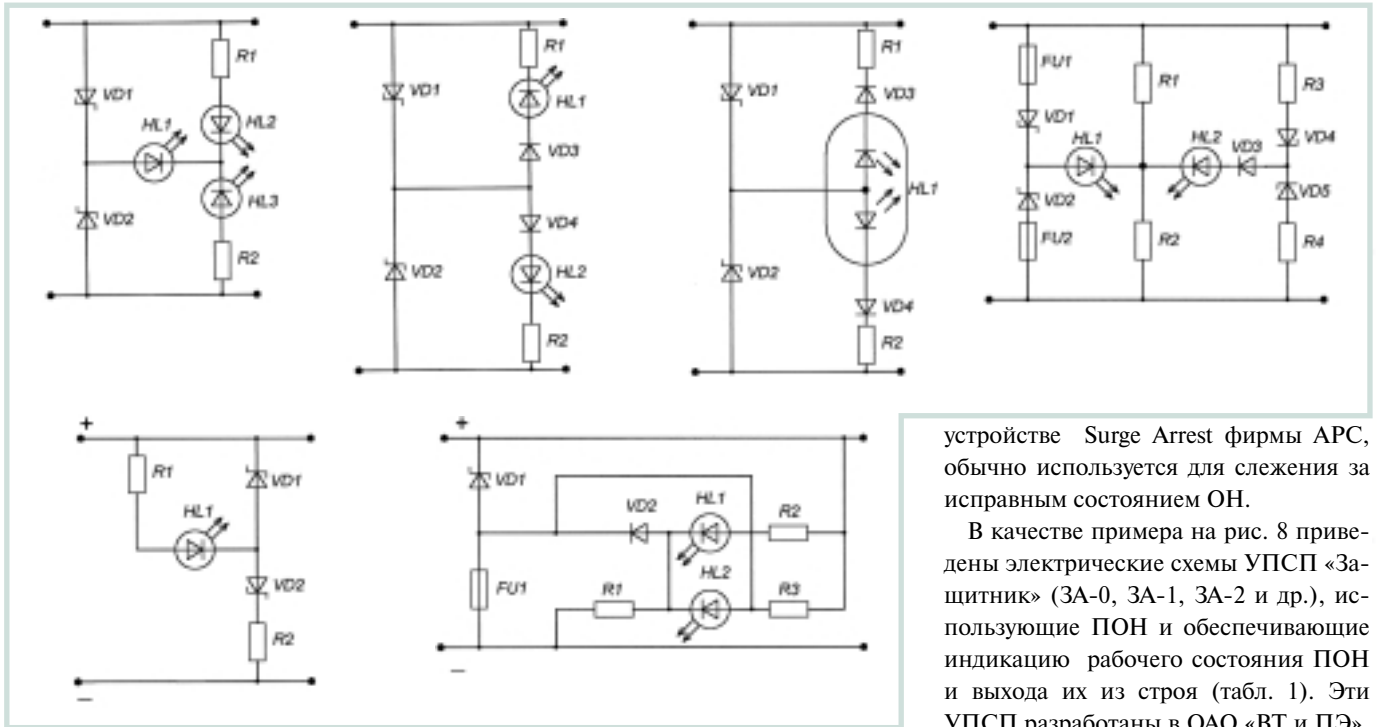 R1
VD1
HL1
HL2
HL3
VD2
R2
R1
VD1
HL1
VD3
VD4
VD2
HL2
R2
R1
VD1
VD3
HL1
VD2
VD4
R2
FU1
R1
R3
VD1
HL1
HL2
VD3
VD4
VD2
VD5
FU2
R2
R4
+
R1
VD1
HL1
VD2
R2
–
+
VD1
VD2
HL1
R2
FU1
R1
HL2
R3
–
устройстве Surge Arrest фирмы APC,
обычно используется для слежения за
исправным состоянием ОН.
В качестве примера на рис. 8 приве-
дены электрические схемы УПСП «За-
щитник» (ЗА-0, ЗА-1, ЗА-2 и др.), ис-
пользующие ПОН и обеспечивающие
индикацию рабочего состояния ПОН
и выхода их из строя (табл. 1). Эти
УПСП разработаны в ОАО «ВТ и ПЭ»,